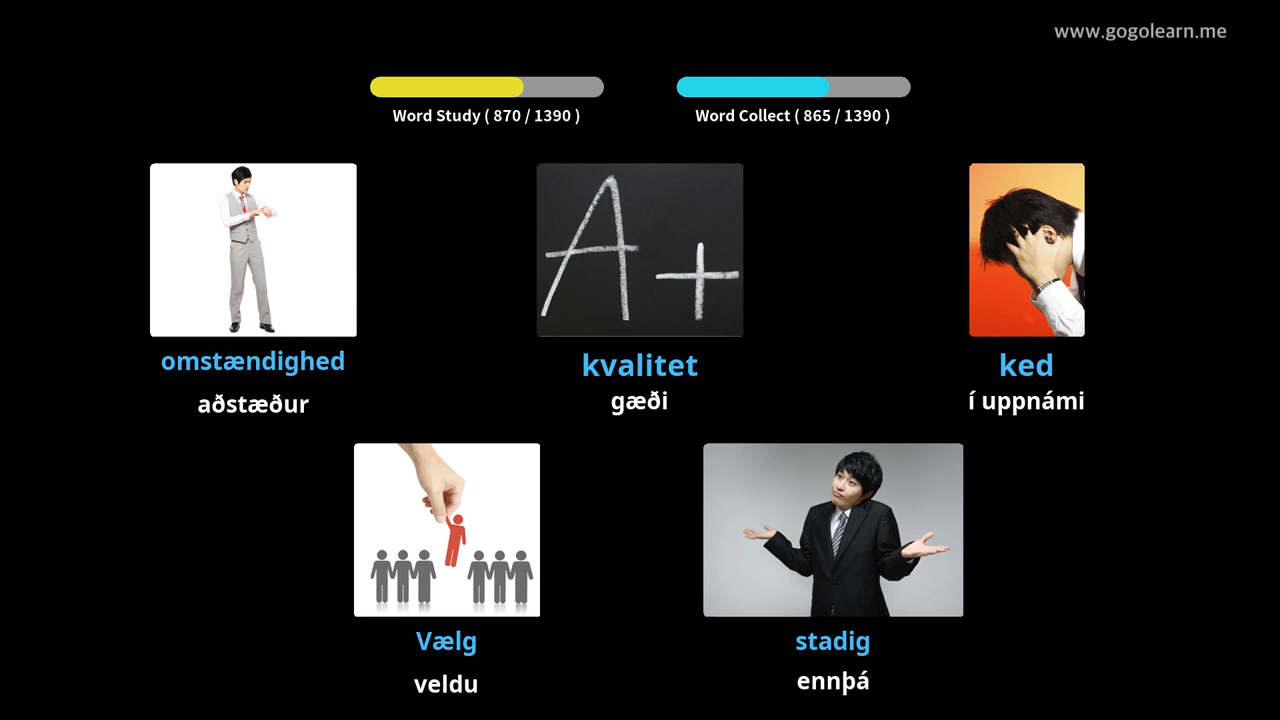 www.gogolearn.me
Word Study ( 870 / 1390 )
Word Collect ( 865 / 1390 )
A+
omstændighed
aðstæður
kvalitet
gæði
ked
í uppnámi
Vælg
veldu
stadig
ennþá